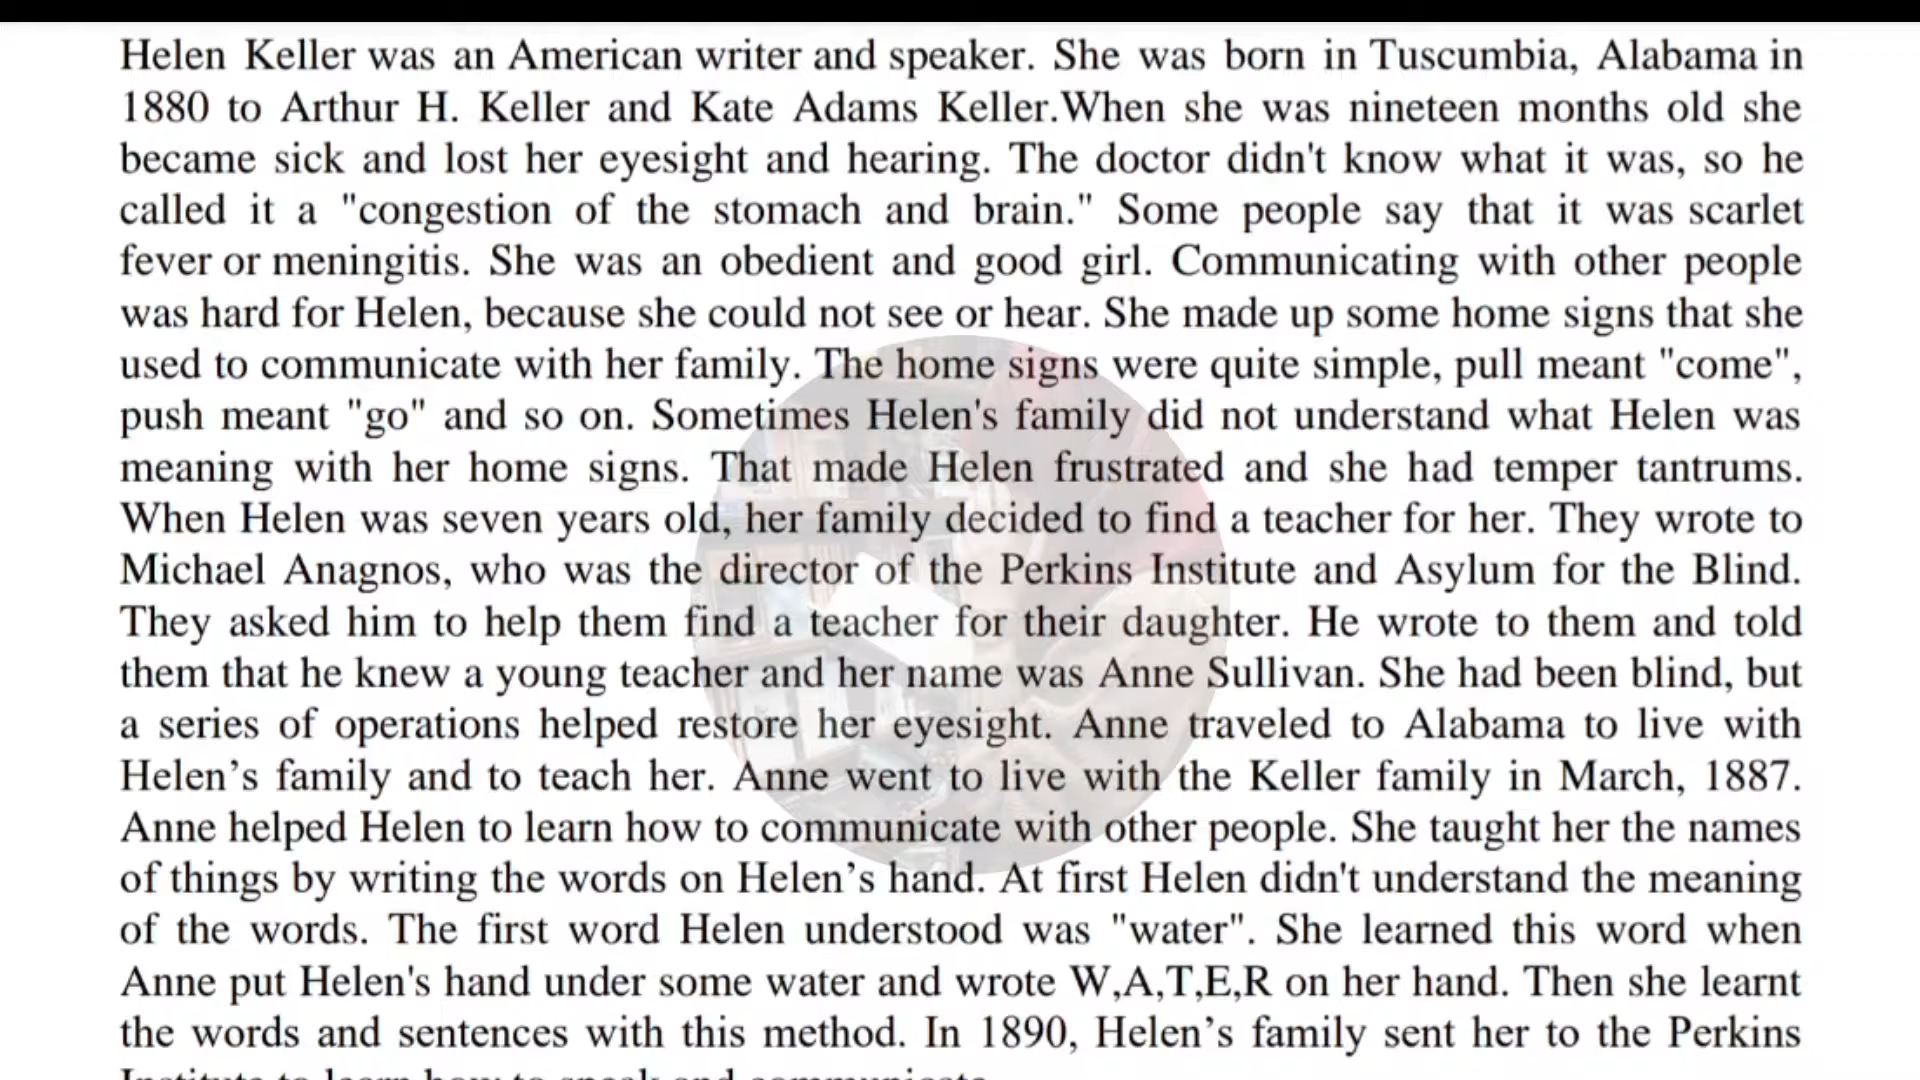 Helen Keller was an American writer and speaker. She was born in Tuscumbia, Alabama in
1880 to Arthur H. Keller and Kate Adams Keller.When she was nineteen months old she
became sick and lost her eyesight and hearing. The doctor didn't know what it was, so he
called it a "congestion of the stomach and brain." Some people say that it was scarlet
fever or meningitis. She was an obedient and good girl. Communicating with other people
was hard for Helen, because she could not see or hear. She made up some home signs that she
used to communicate with her family. The home signs were quite simple, pull meant "come",
push meant "go" and so on. Sometimes Helen's family did not understand what Helen was
meaning with her home signs. That made Helen frustrated and she had temper tantrums.
When Helen was seven years old, her family decided to find a teacher for her. They wrote to
Michael Anagnos, who was the director of the Perkins Institute and Asylum for the Blind.
They asked him to help them find a teacher for their daughter. He wrote to them and told
them that he knew a young teacher and her name was Anne Sullivan. She had been blind, but
a series of operations helped restore her eyesight. Anne traveled to Alabama to live with
Helen’s family and to teach her. Anne went to live with the Keller family in March, 1887.
Anne helped Helen to learn how to communicate with other people. She taught her the names
of things by writing the words on Helen’s hand. At first Helen didn't understand the meaning
of the words. The first word Helen understood was "water". She learned this word when
Anne put Helen's hand under some water and wrote W,A,T,E,R on her hand. Then she learnt
the words and sentences with this method. In 1890, Helen’s family sent her to the Perkins
Institute to learn how to speak and communicate.